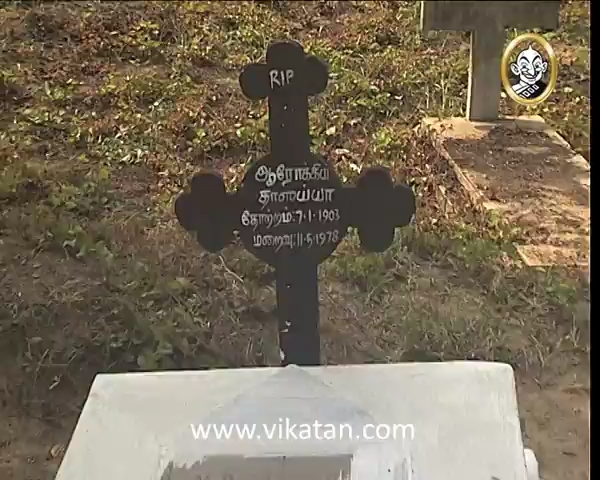 RIP
ஆரோக்கிய
தாஸய்யா
தோற்றம்:7·1·1903
மறைவு:11·5·1978
www.vikatan.com